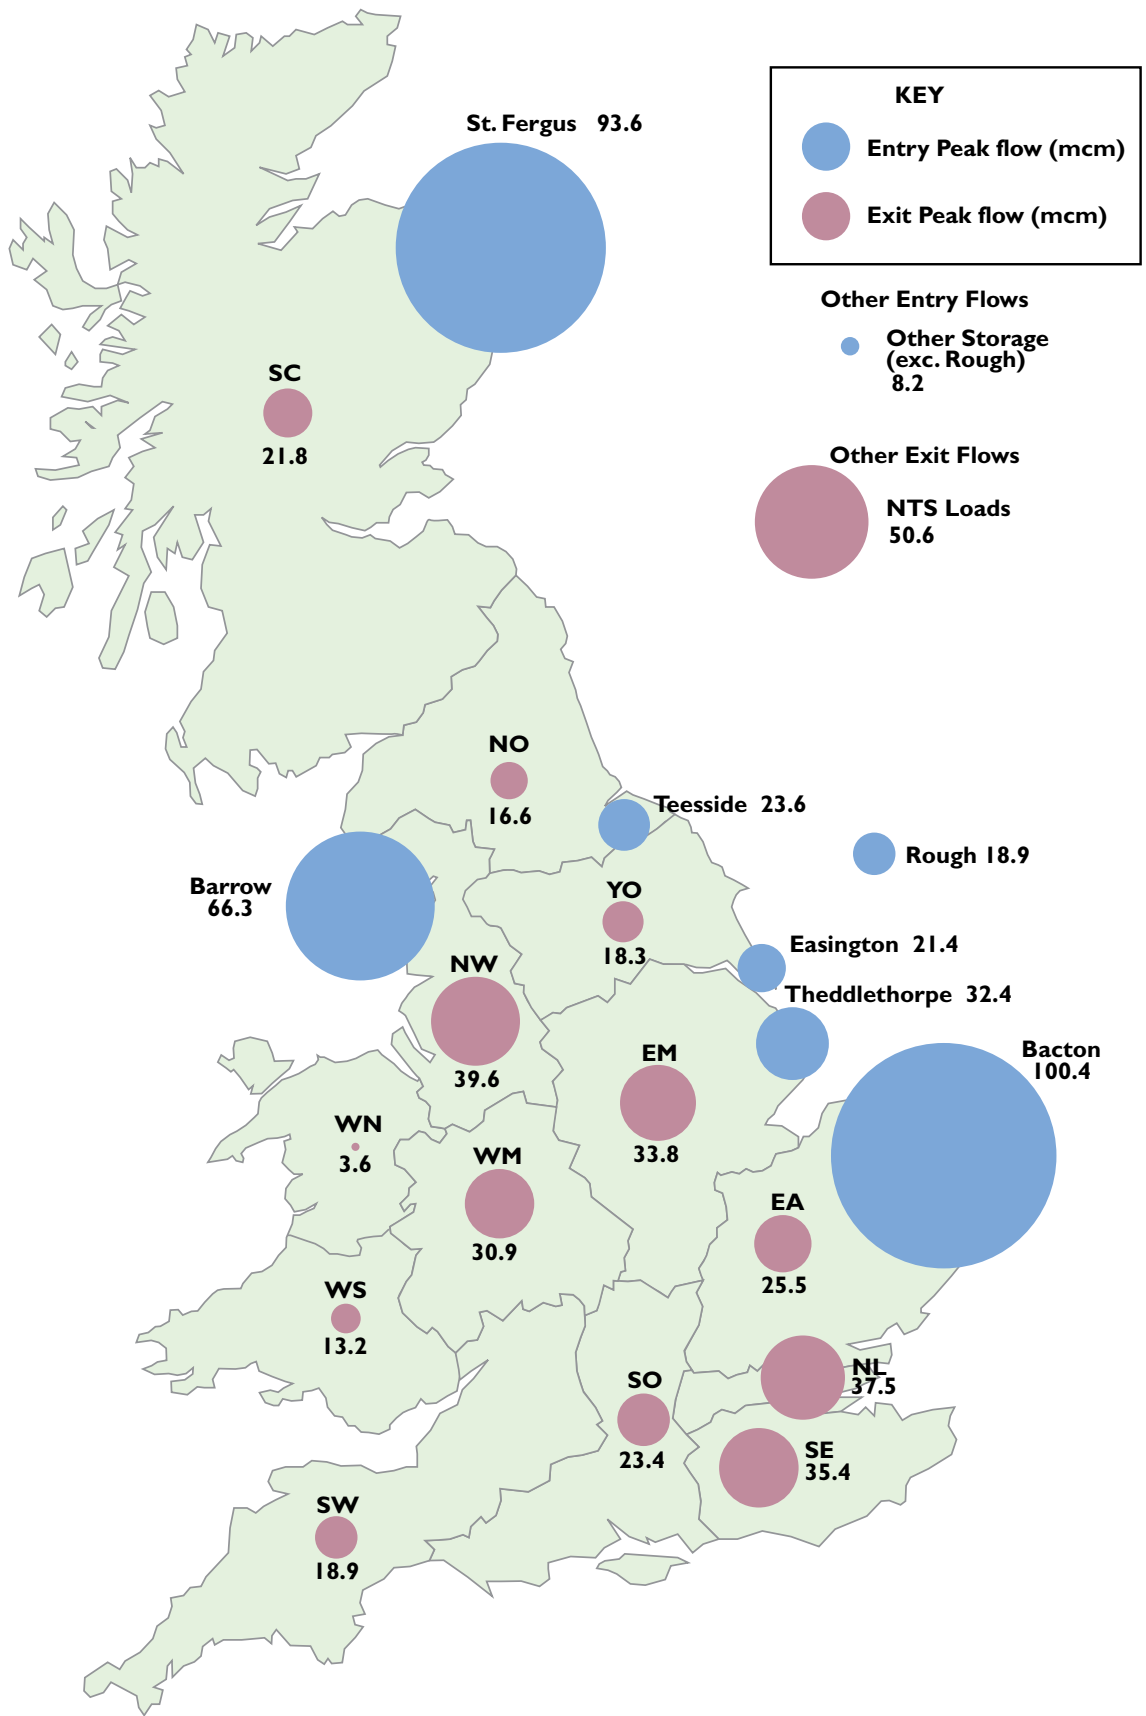 St. Fergus 93.6
KEY
Entry Peak flow (mcm)
Exit Peak flow (mcm)
Other Entry Flows
Other Storage
(exc. Rough)
8.2
SC
21.8
Other Exit Flows
NTS Loads
50.6
NO
16.6
Teesside 23.6
Rough 18.9
Barrow
66.3
YO
18.3
Easington 21.4
NW
39.6
Theddlethorpe 32.4
EM
33.8
Bacton
100.4
WN
3.6
WM
30.9
EA
25.5
WS
13.2
NL
37.5
SO
23.4
SE
35.4
SW
18.9